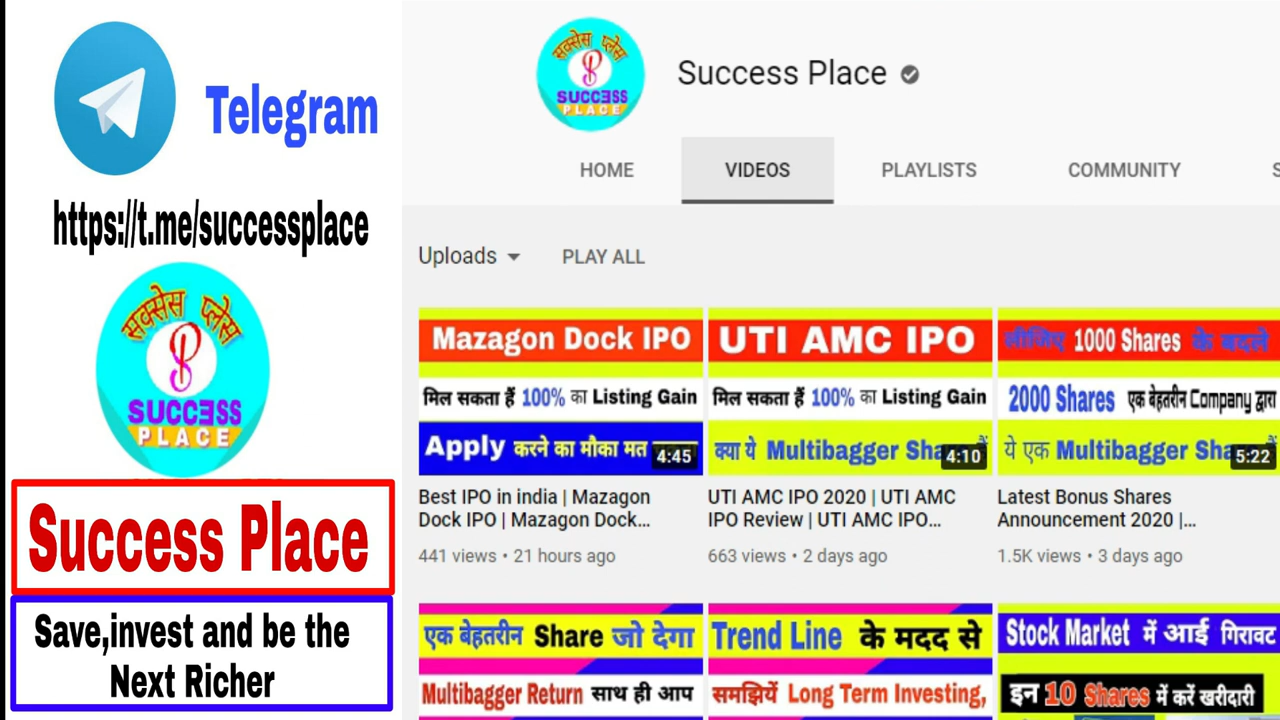 Telegram
https://t.me/successplace
सक्सेस प्लेस
SUCCESS
PLACE
Success Place
Save,invest and be the
Next Richer
सक्सेस प्लेस
SUCCESS
PLACE
Success Place
HOME VIDEOS PLAYLISTS COMMUNITY S
Uploads PLAY ALL
Mazagon Dock IPO
मिल सकता हैं 100% का Listing Gain
Apply करने का मौका मत
4:45
Best IPO in india | Mazagon
Dock IPO | Mazagon Dock...
441 views • 21 hours ago
UTI AMC IPO
मिल सकता हैं 100% का Listing Gain
क्या ये Multibagger Sha
4:10
UTI AMC IPO 2020 | UTI AMC
IPO Review | UTI AMC IPO...
663 views • 2 days ago
लीजिए 1000 Shares के बदले
2000 Shares एक बेहतरीन Company द्वारा
ये एक Multibagger Sha
5:22
Latest Bonus Shares
Announcement 2020 |...
1.5K views • 3 days ago
एक बेहतरीन Share जो देगा
Multibagger Return साथ ही आप
Trend Line के मदद से
समझियें Long Term Investing,
Stock Market में आई गिरावट
इन 10 Shares में करें खरीदारी